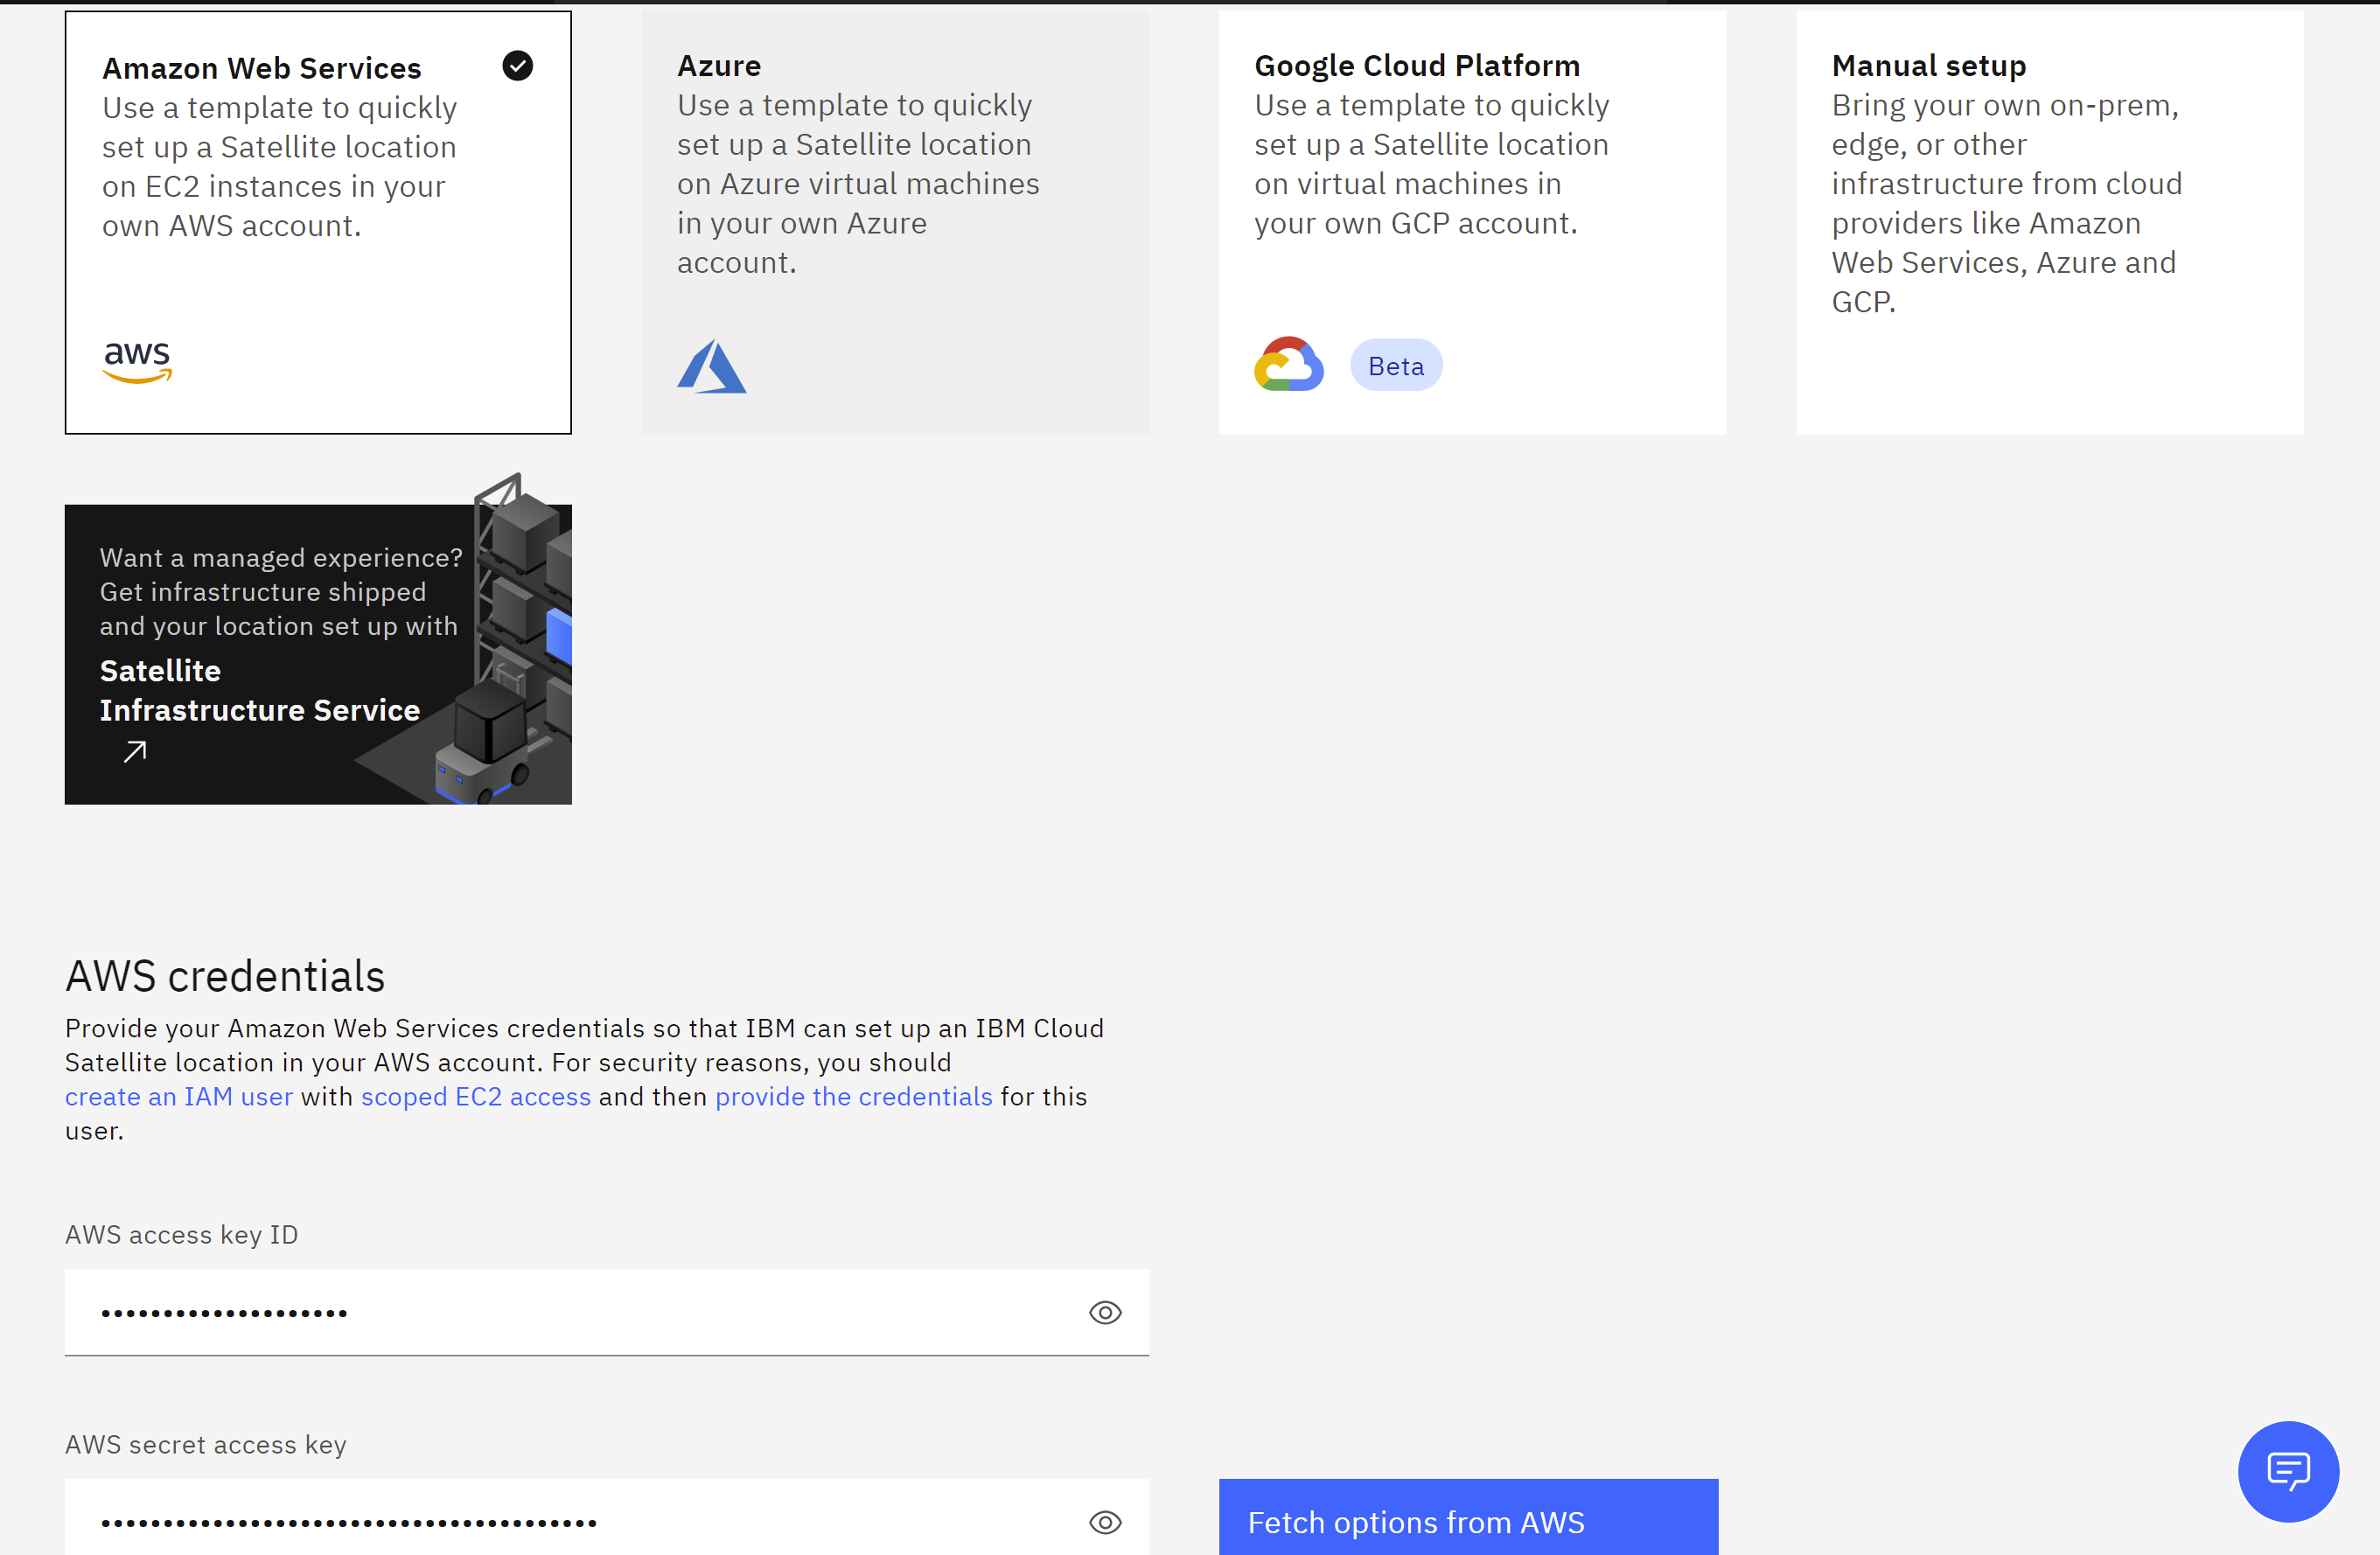 Amazon Web Services
Use a template to quickly
set up a Satellite location
on EC2 instances in your
own AWS account.
aws
Azure
Use a template to quickly
set up a Satellite location
on Azure virtual machines
in your own Azure
account.
Google Cloud Platform
Use a template to quickly
set up a Satellite location
on virtual machines in
your own GCP account.
Beta
Manual setup
Bring your own on-prem,
edge, or other
infrastructure from cloud
providers like Amazon
Web Services, Azure and
GCP.
Want a managed experience?
Get infrastructure shipped
and your location set up with
Satellite
Infrastructure Service
AWS credentials
Provide your Amazon Web Services credentials so that IBM can set up an IBM Cloud
Satellite location in your AWS account. For security reasons, you should
create an IAM user with scoped EC2 access and then provide the credentials for this
user.
AWS access key ID
••••••••••••••••••••
AWS secret access key
••••••••••••••••••••••••••••••••••••••••
Fetch options from AWS